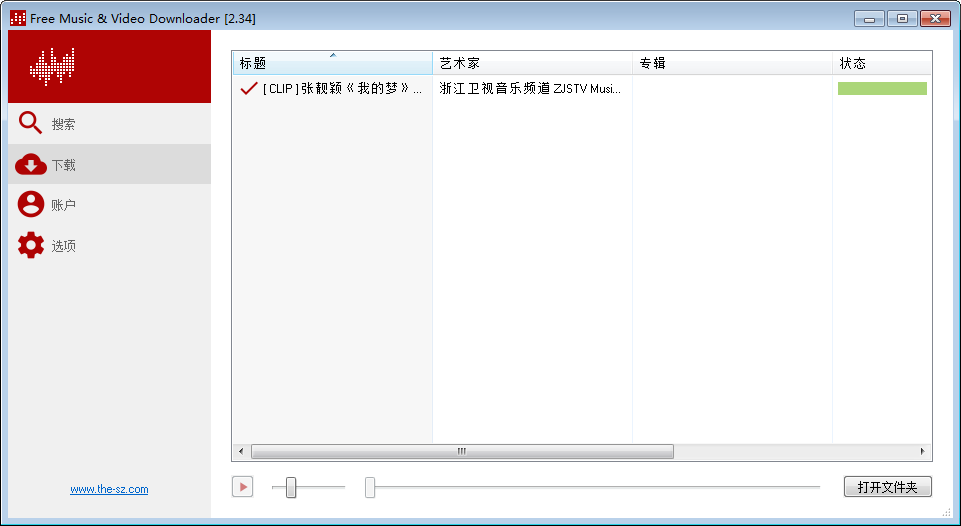 Free Music & Video Downloader [2.34]
搜索
下载
账户
选项
www.the-sz.com
标题 艺术家 专辑 状态
[ CLIP ] 张靓颖《 我的梦》... 浙江卫视音乐频道 ZJSTV Musi...
打开文件夹